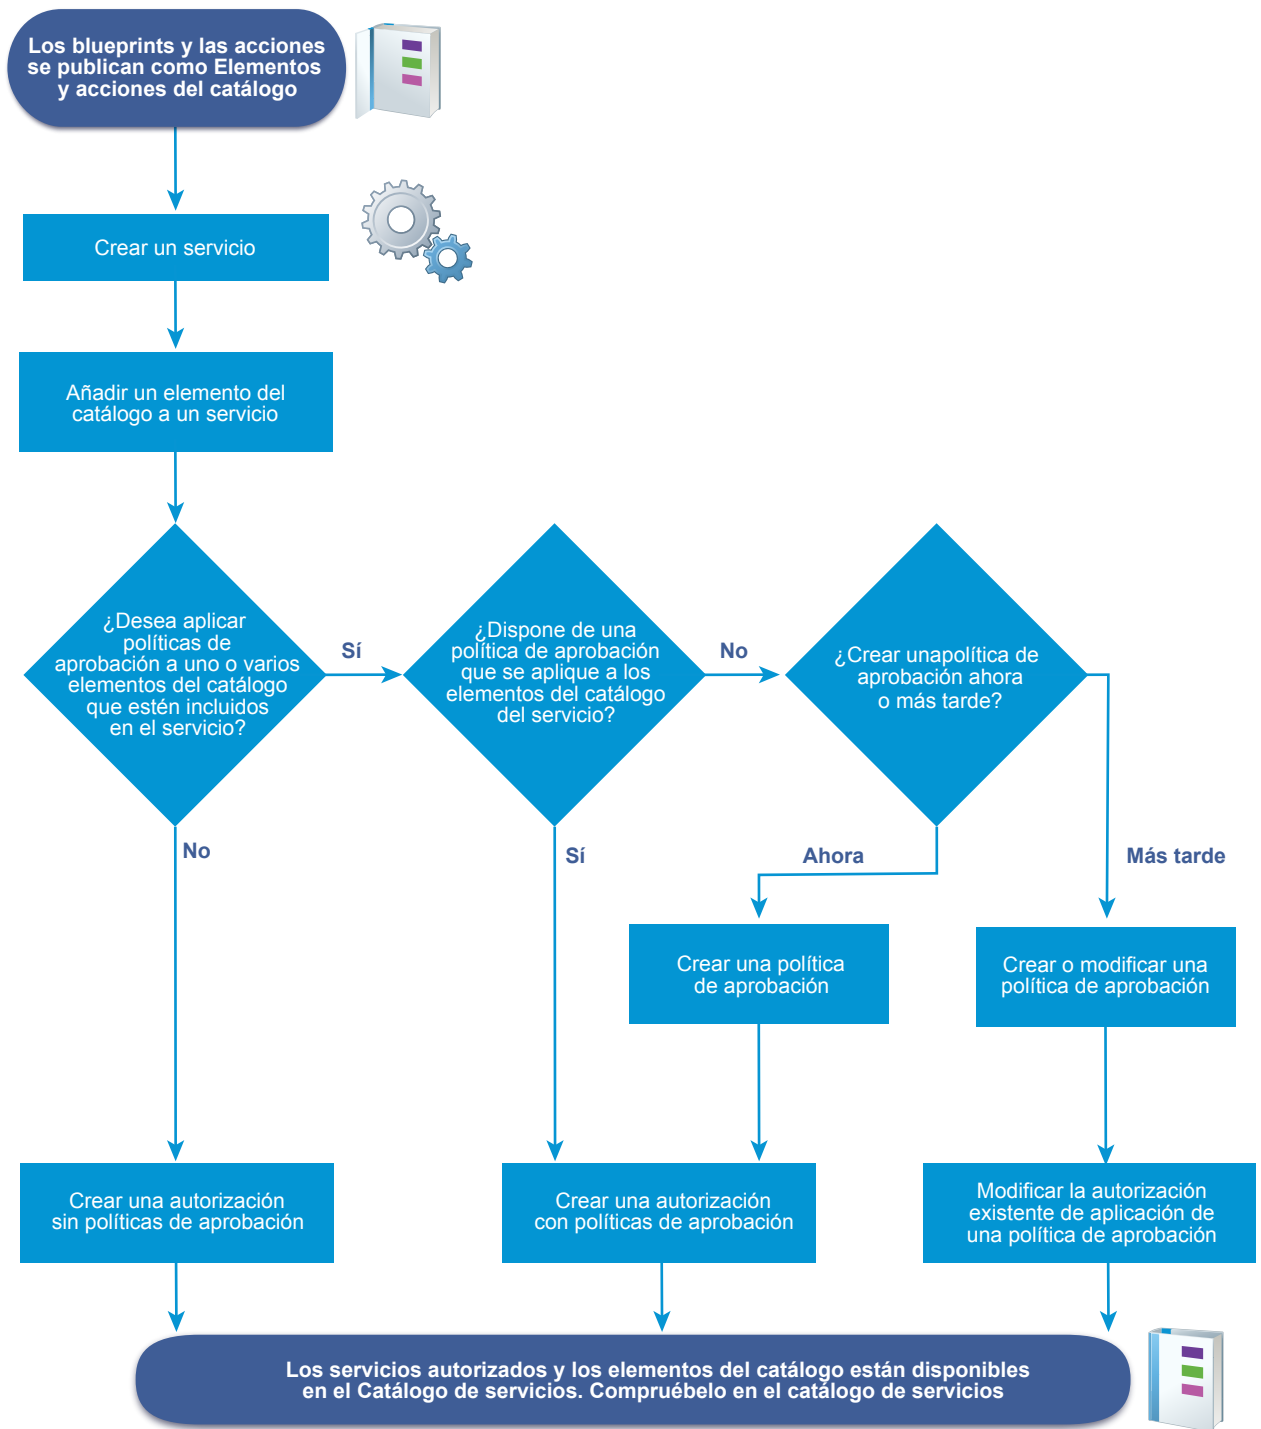 Los blueprints y las acciones
se publican como Elementos
y acciones del catálogo
Crear un servicio
Añadir un elemento del
catálogo a un servicio
¿Desea aplicar
políticas de
aprobación a uno o varios
elementos del catálogo
que estén incluidos
en el servicio?
Sí
¿Dispone de una
política de aprobación
que se aplique a los
elementos del catálogo
del servicio?
No
¿Crear unapolítica de
aprobación ahora
o más tarde?
No
Sí
Ahora
Más tarde
Crear una política
de aprobación
Crear o modificar una
política de aprobación
Crear una autorización
sin políticas de aprobación
Crear una autorización
con políticas de aprobación
Modificar la autorización
existente de aplicación de
una política de aprobación
Los servicios autorizados y los elementos del catálogo están disponibles
en el Catálogo de servicios. Compruébelo en el catálogo de servicios